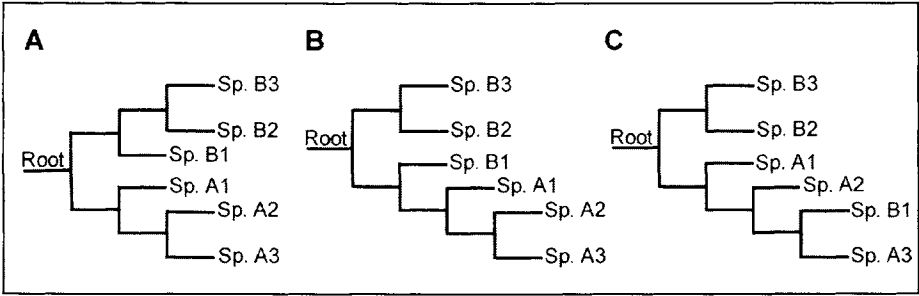 A
Root
Sp. B3
Sp. B2
Sp. B1
Sp. A1
Sp. A2
Sp. A3
B
Root
Sp. B3
Sp. B2
Sp. B1
Sp. A1
Sp. A2
Sp. A3
C
Root
Sp. B3
Sp. B2
Sp. A1
Sp. A2
Sp. B1
Sp. A3